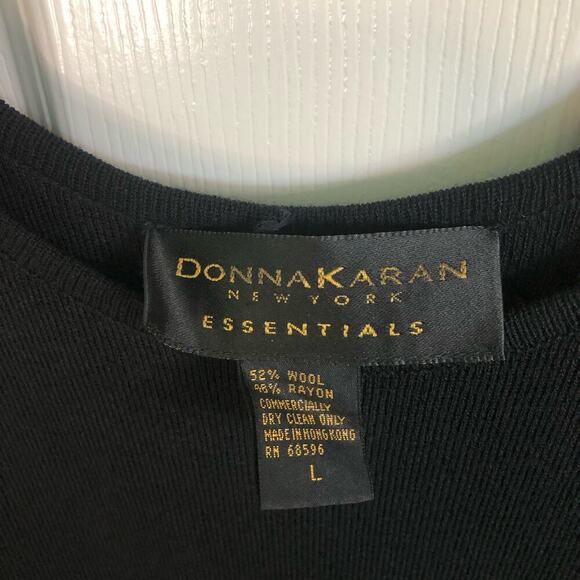 DONNAKARAN
NEW YORK
ESSENTIALS
52% WOOL
48% RAYON
COMMERCIALLY
DRY CLEAN ONLY
MADE IN HONG KONG
RN 68596
L